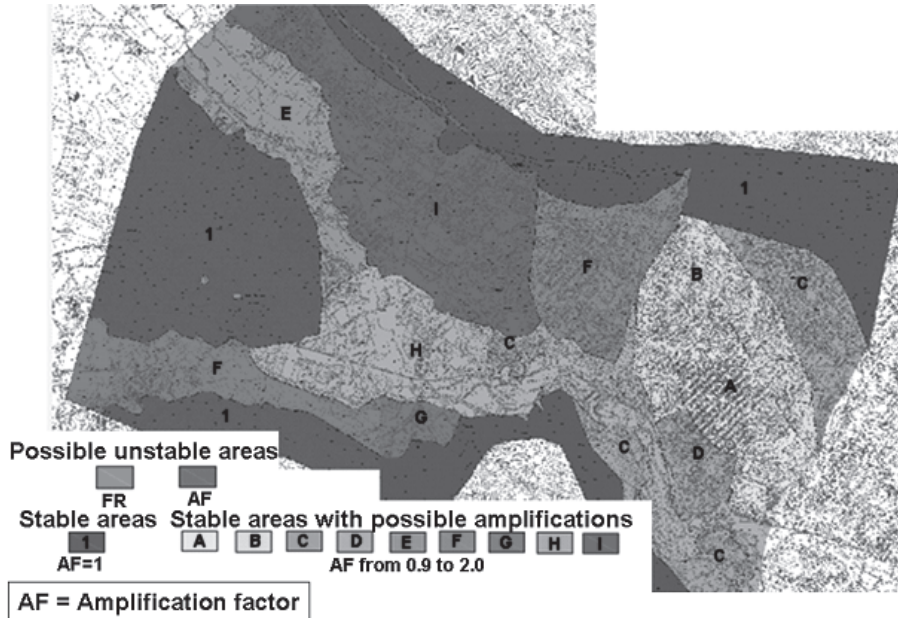 E
I
1
1
F
B
C
C
H
F
A
G
1
C
D
C
Possible unstable areas
FR AF
Stable areas Stable areas with possible amplifications
1 A B C D E F G H I
AF=1 AF from 0.9 to 2.0
AF = Amplification factor